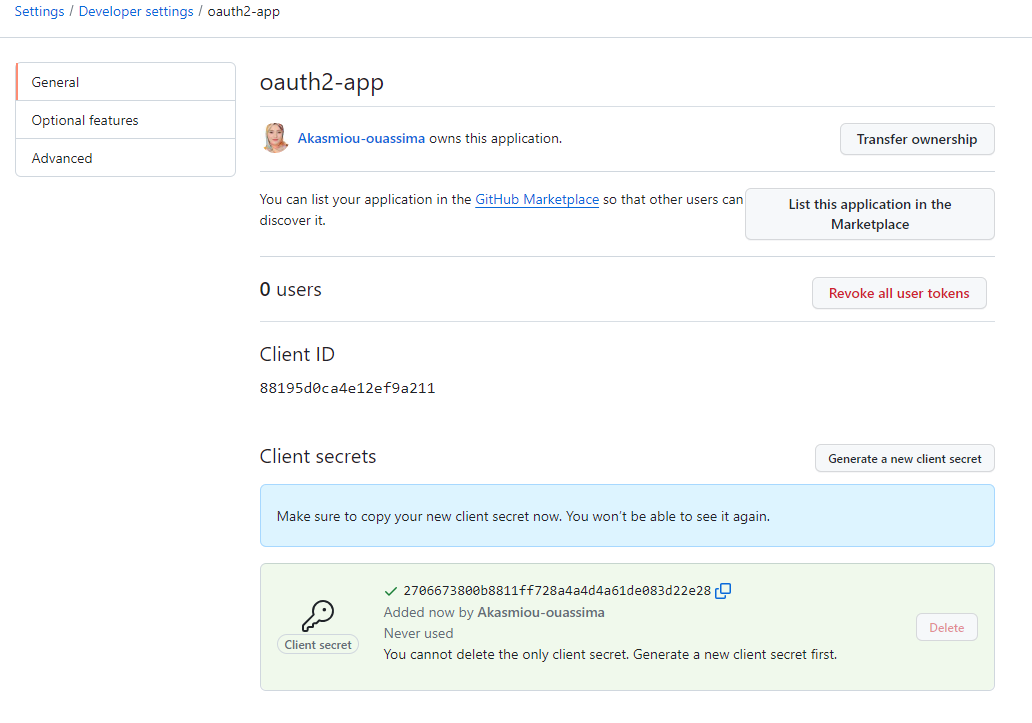 Settings / Developer settings / oauth2-app
General
Optional features
Advanced
oauth2-app
Akasmiou-ouassima owns this application.
Transfer ownership
You can list your application in the GitHub Marketplace so that other users can
discover it.
List this application in the
Marketplace
0 users
Revoke all user tokens
Client ID
88195d0ca4e12ef9a211
Client secrets
Generate a new client secret
Make sure to copy your new client secret now. You won't be able to see it again.
Client secret
2706673800b8811ff728a4a4d4a61de083d22e28
Added now by Akasmiou-ouassima
Never used
You cannot delete the only client secret. Generate a new client secret first.
Delete